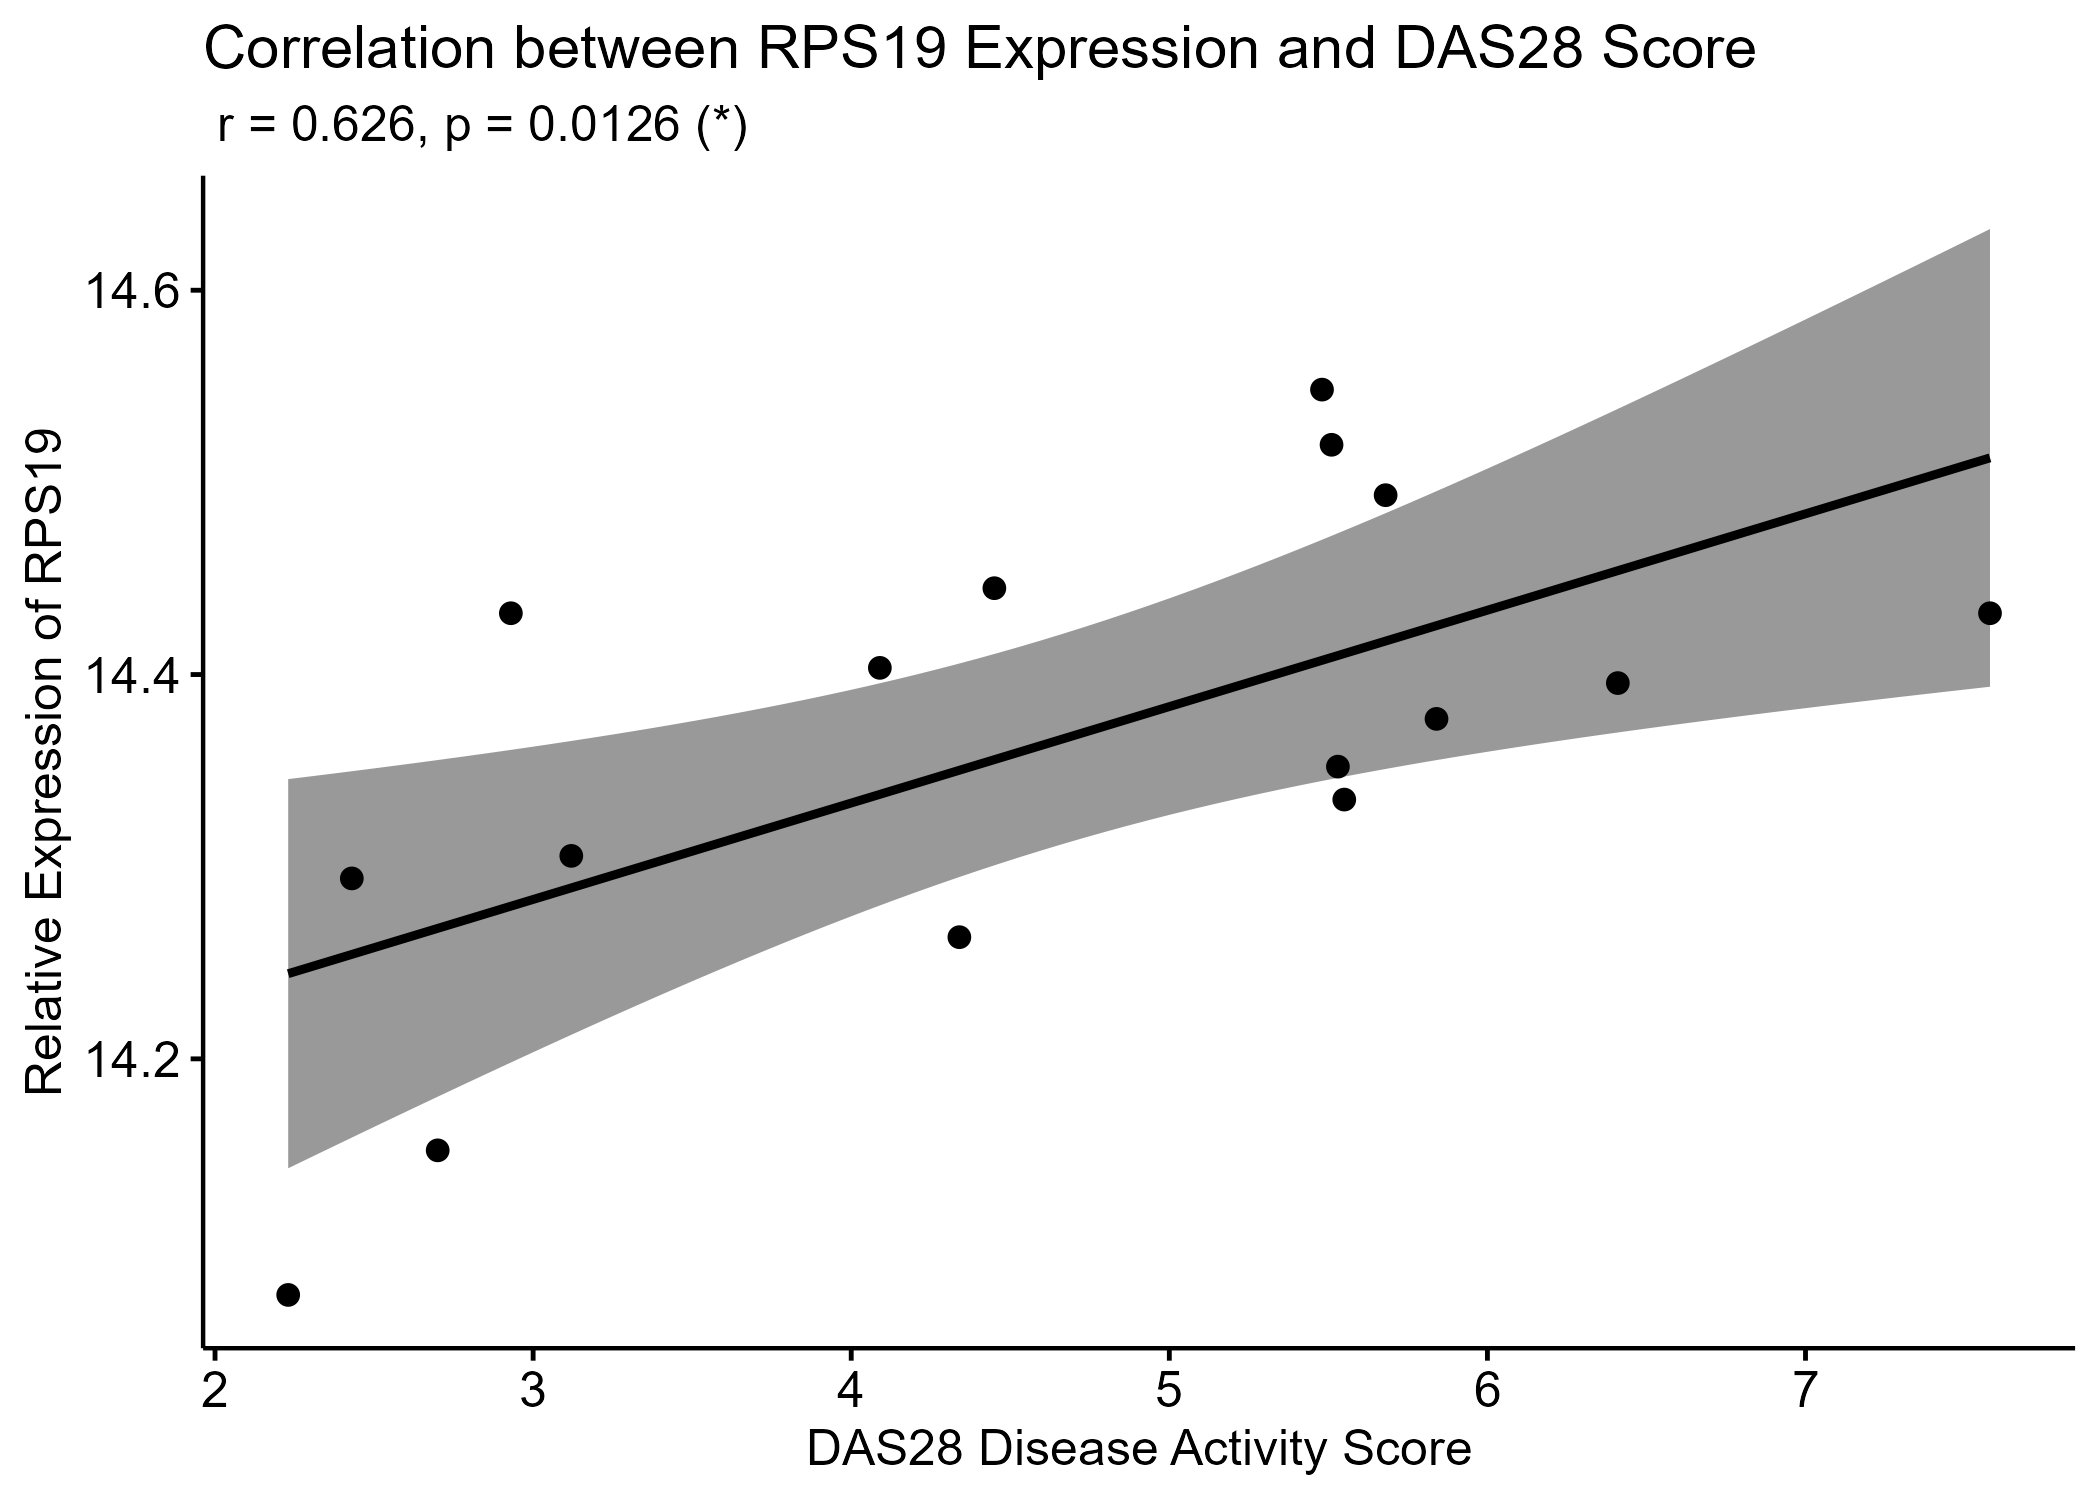 Correlation between RPS19 Expression and DAS28 Score
r = 0.626, p = 0.0126 (*)
Relative Expression of RPS19
14.6
14.4
14.2
2 3 4 5 6 7
DAS28 Disease Activity Score